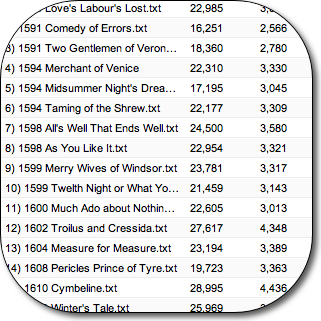 Love's Labour's Lost.txt 22,985
1591 Comedy of Errors.txt 16,251 2,566
3) 1591 Two Gentlemen of Veron... 18,360 2,780
4) 1594 Merchant of Venice 22,310 3,330
5) 1594 Midsummer Night's Drea... 17,195 3,045
6) 1594 Taming of the Shrew.txt 22,177 3,309
7) 1598 All's Well That Ends Well.txt 24,500 3,580
8) 1598 As You Like It.txt 22,954 3,321
9) 1599 Merry Wives of Windsor.txt 23,781 3,317
10) 1599 Twelth Night or What Yo... 21,459 3,143
11) 1600 Much Ado about Nothin... 22,605 3,013
12) 1602 Troilus and Cressida.txt 27,617 4,348
13) 1604 Measure for Measure.txt 23,194 3,389
14) 1608 Pericles Prince of Tyre.txt 19,723 3,363
1610 Cymbeline.txt 28,995 4,436
Winter's Tale.txt 25,969